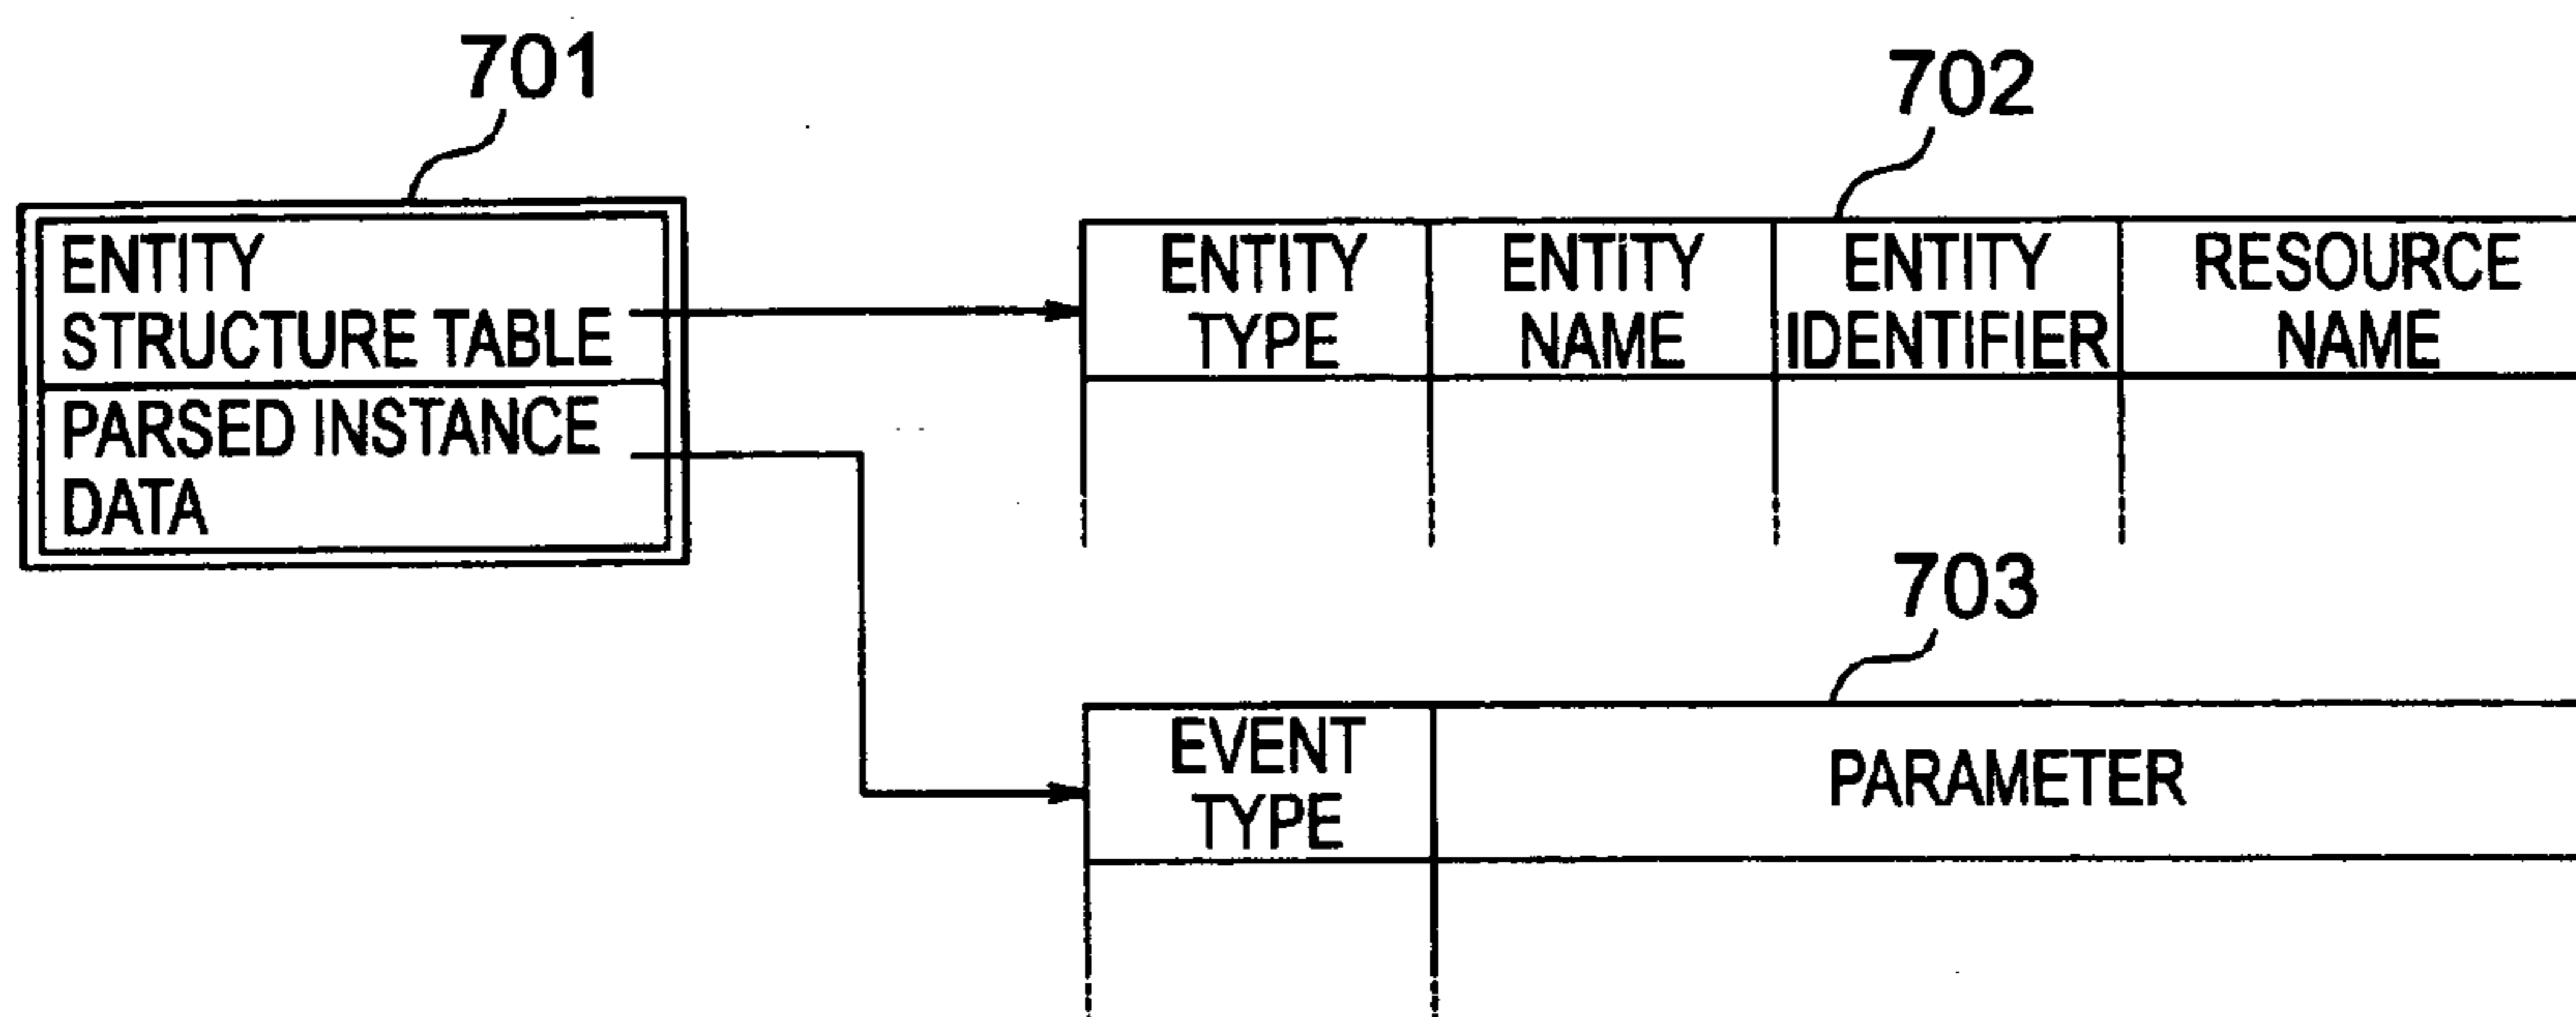 701
702
ENTITY
STRUCTURE TABLE
PARSED INSTANCE
DATA
ENTITY
TYPE
ENTITY
NAME
ENTITY
IDENTIFIER
RESOURCE
NAME
703
EVENT
TYPE
PARAMETER